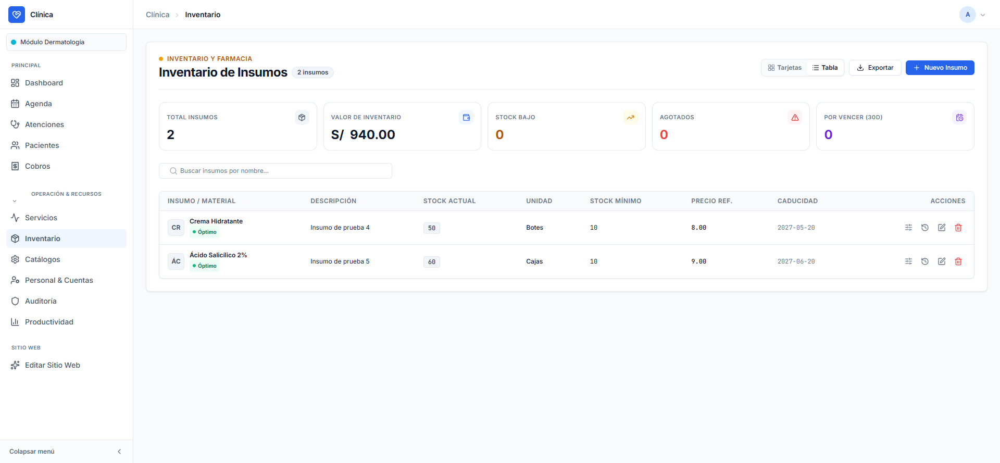 Clínica
Módulo Dermatología
PRINCIPAL
Dashboard
Agenda
Atenciones
Pacientes
Cobros
OPERACIÓN & RECURSOS
Servicios
Inventario
Catálogos
Personal & Cuentas
Auditoría
Productividad
SITIO WEB
Editar Sitio Web
Colapsar menú
Clínica > Inventario
A
INVENTARIO Y FARMACIA
Inventario de Insumos 2 insumos
Tarjetas Tabla Exportar + Nuevo Insumo
TOTAL INSUMOS
2
VALOR DE INVENTARIO
S/ 940.00
STOCK BAJO
0
AGOTADOS
0
POR VENCER (30D)
0
Buscar insumos por nombre...
INSUMO / MATERIAL DESCRIPCIÓN STOCK ACTUAL UNIDAD STOCK MÍNIMO PRECIO REF. CADUCIDAD ACCIONES
CR Crema Hidratante Insumo de prueba 4 50 Botes 10 8.00 2027-05-20
Óptimo
ÁC Ácido Salicílico 2% Insumo de prueba 5 60 Cajas 10 9.00 2027-06-20
Óptimo